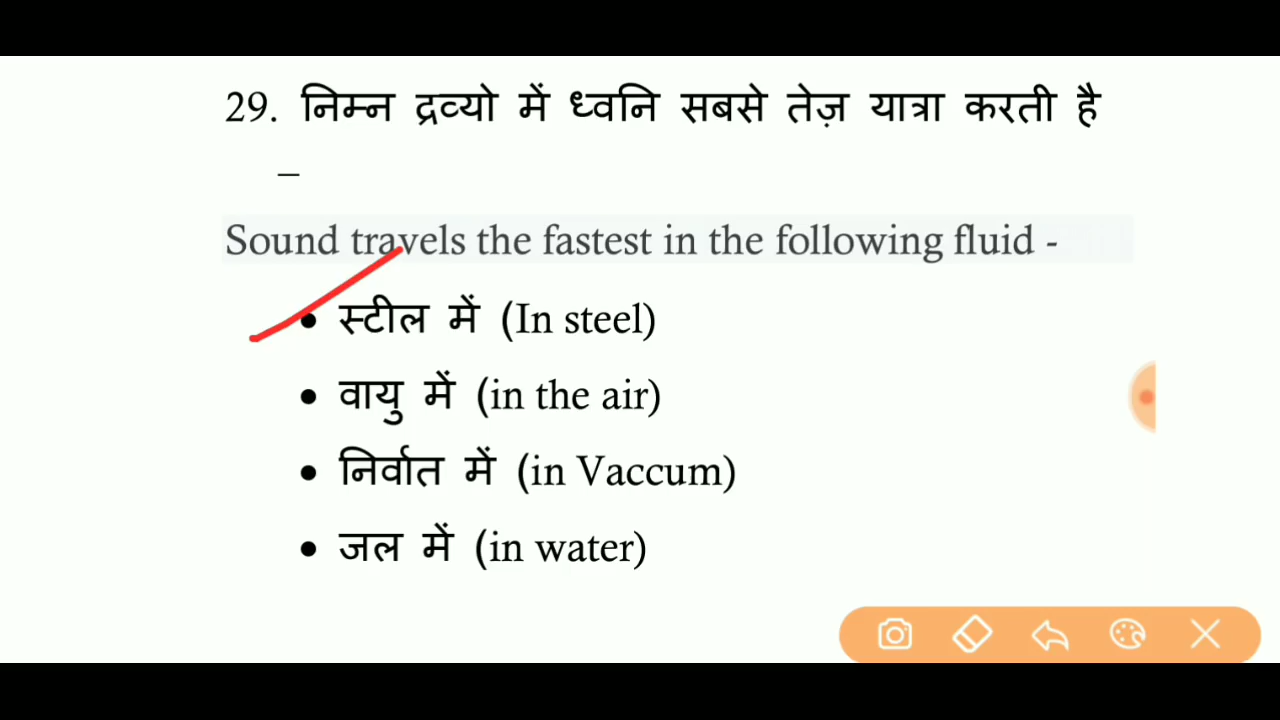 29. निम्न द्रव्यो में ध्वनि सबसे तेज़ यात्रा करती है
–
Sound travels the fastest in the following fluid -
• स्टील में (In steel)
• वायु में (in the air)
• निर्वात में (in Vaccum)
• जल में (in water)